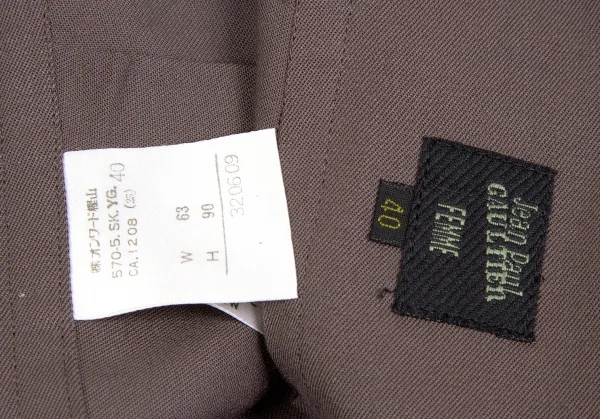 ㈱オンワード樫山
570-5. SK. YG. 40
CA. 1208 (25)
W 63
H 90
320609
Jean Paul
GAULTIER
FEMME
40